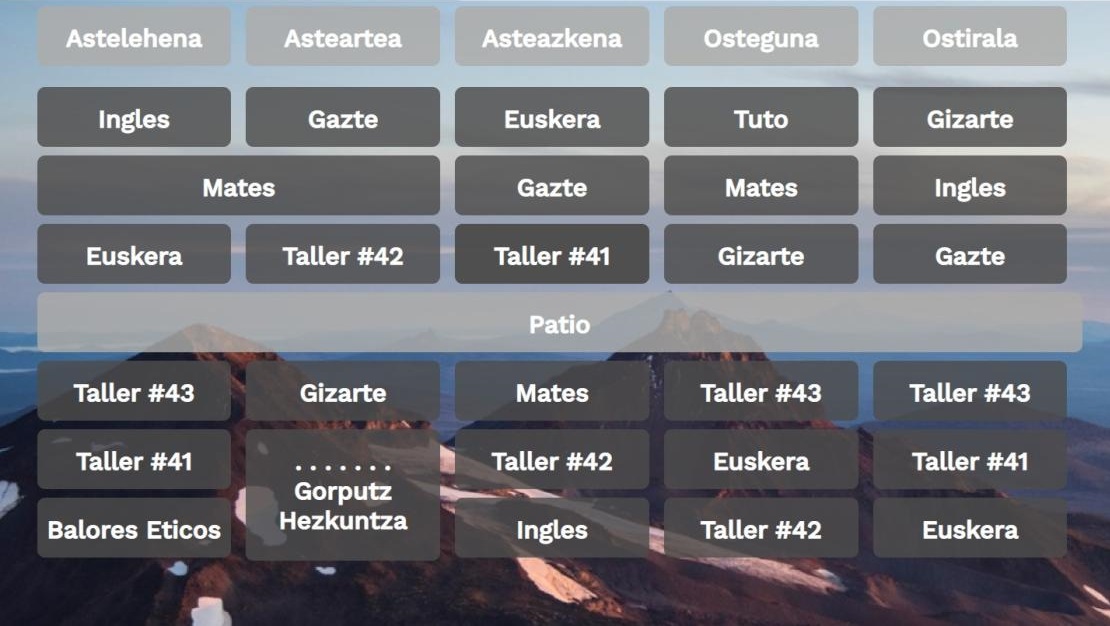 Astelehena Asteartea Asteazkena Osteguna Ostirala
Ingles Gazte Euskera Tuto Gizarte
Mates Gazte Mates Ingles
Euskera Taller #42 Taller #41 Gizarte Gazte
Patio
Taller #43 Gizarte Mates Taller #43 Taller #43
Taller #41 ....... Taller #42 Euskera Taller #41
Gorputz
Hezkuntza
Balores Eticos Ingles Taller #42 Euskera